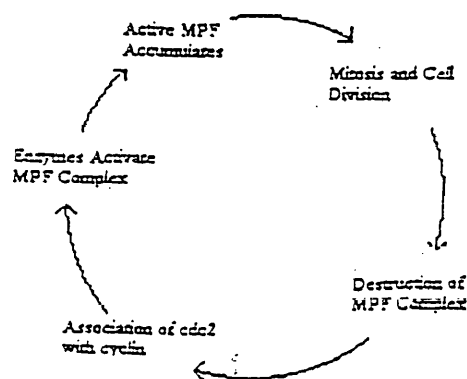 Active MPF
Accumulates
Mitosis and Cell
Division
Destruction of
MPF Complex
Association of cdc2
with cyclin
Enzymes Activate
MPF Complex